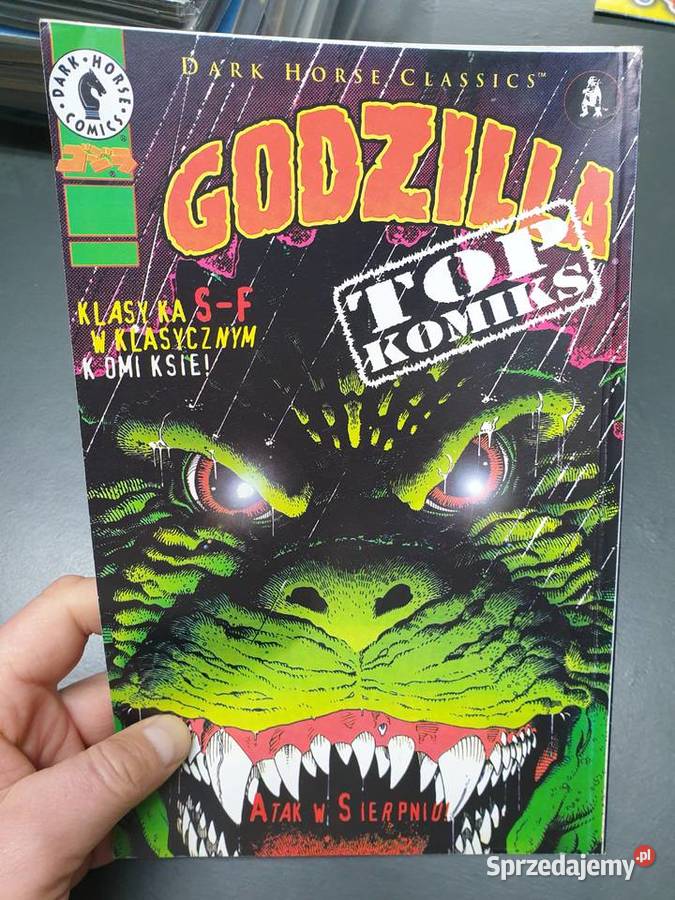 DARK HORSE CLASSICS™
DARK·HORSE·COMICS
®
ゴジラ
GODZILLA
TOP
KOMIKS
KLASYKA S-F
W KLASYCZNYM
KOMIKSIE!
ATAK W SIERPNIU!
Sprzedajemy.pl